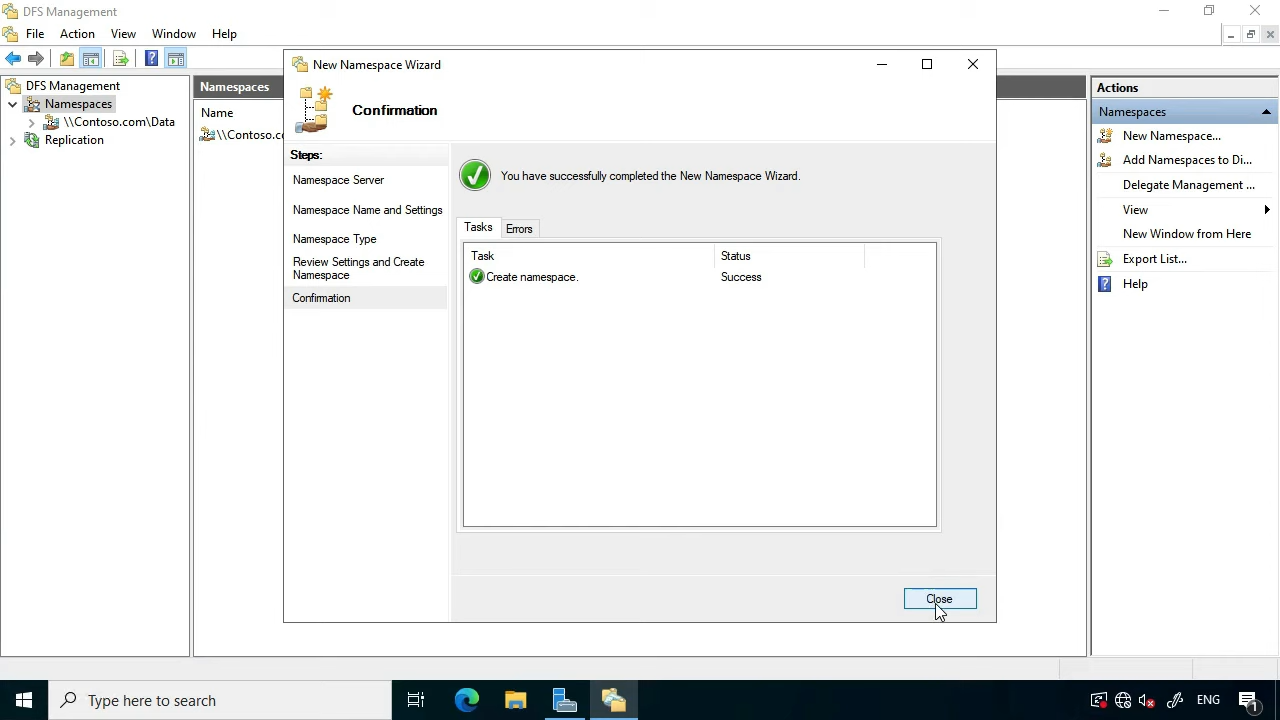 DFS Management
File Action View Window Help
DFS Management
Namespaces
\\Contoso.com\Data
Replication
Namespaces
Name
New Namespace Wizard
Confirmation
Steps:
Namespace Server
Namespace Name and Settings
Namespace Type
Review Settings and Create
Namespace
Confirmation
You have successfully completed the New Namespace Wizard.
Tasks Errors
Task Status
Create namespace. Success
Close
Actions
Namespaces
New Namespace...
Add Namespaces to Di...
Delegate Management ...
View
New Window from Here
Export List...
Help
Type here to search
ENG
1